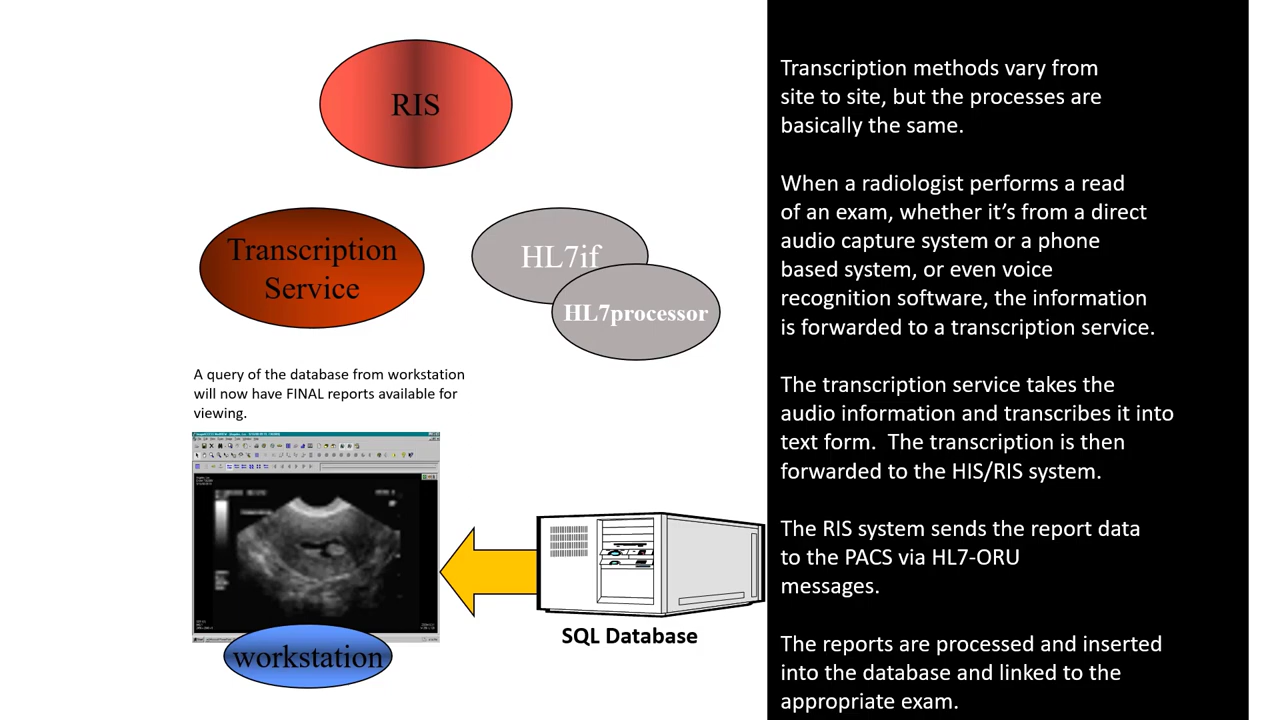 RIS
Transcription
Service
HL7if
HL7processor
A query of the database from workstation
will now have FINAL reports available for
viewing.
workstation
SQL Database
Transcription methods vary from
site to site, but the processes are
basically the same.
When a radiologist performs a read
of an exam, whether it’s from a direct
audio capture system or a phone
based system, or even voice
recognition software, the information
is forwarded to a transcription service.
The transcription service takes the
audio information and transcribes it into
text form.  The transcription is then
forwarded to the HIS/RIS system.
The RIS system sends the report data
to the PACS via HL7-ORU
messages.
The reports are processed and inserted
into the database and linked to the
appropriate exam.